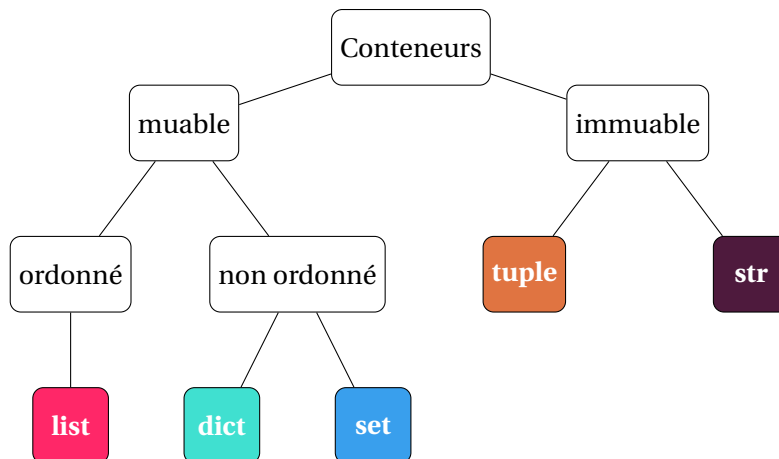 Conteneurs
muable
immuable
ordonné
non ordonné
tuple
str
list
dict
set